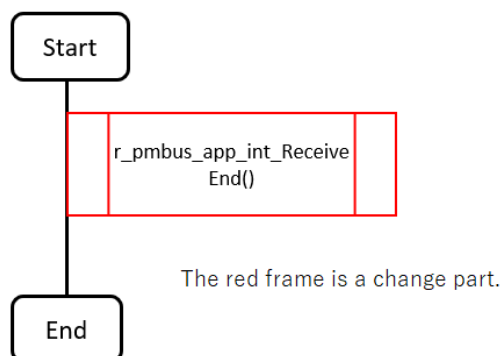 Start
r_pmbus_app_int_Receive
End()
The red frame is a change part.
End